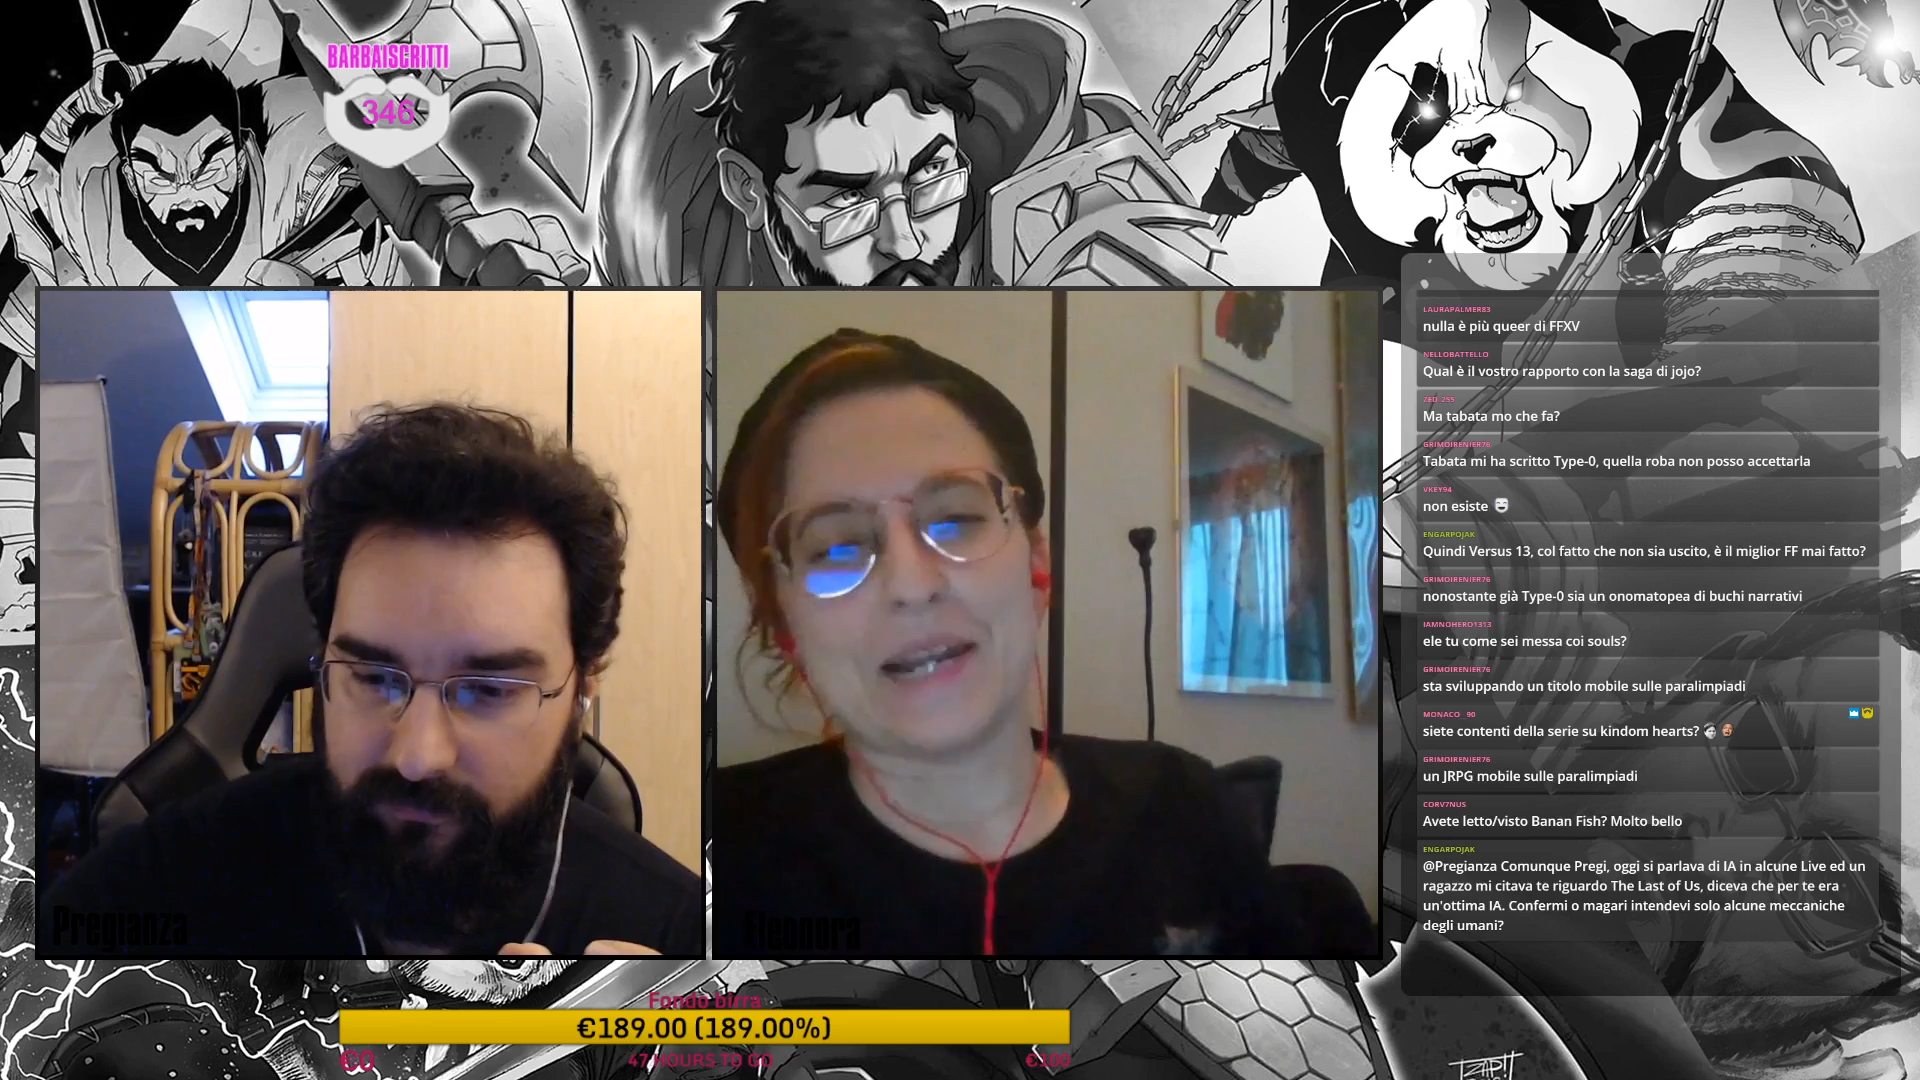 BARBAISCRITTI
346
LAURAPALMER83
nulla è più queer di FFXV
NELLOBATTELLO
Qual è il vostro rapporto con la saga di jojo?
ZED_255
Ma tabata mo che fa?
GRIMOIRENIER76
Tabata mi ha scritto Type-0, quella roba non posso accettarla
VKEY94
non esiste
ENGARPOJAK
Quindi Versus 13, col fatto che non sia uscito, è il miglior FF mai fatto?
GRIMOIRENIER76
nonostante già Type-0 sia un onomatopea di buchi narrativi
IAMNOHERO1313
ele tu come sei messa coi souls?
GRIMOIRENIER76
sta sviluppando un titolo mobile sulle paralimpiadi
MONACO_90
siete contenti della serie su kindom hearts?
GRIMOIRENIER76
un JRPG mobile sulle paralimpiadi
CORV7NUS
Avete letto/visto Banan Fish? Molto bello
ENGARPOJAK
@Pregianza Comunque Pregi, oggi si parlava di IA in alcune Live ed un
ragazzo mi citava te riguardo The Last of Us, diceva che per te era
un'ottima IA. Confermi o magari intendevi solo alcune meccaniche
degli umani?
Pregianza
Eleonora
Fondo birra
€189.00 (189.00%)
€0
47 HOURS TO GO
€100